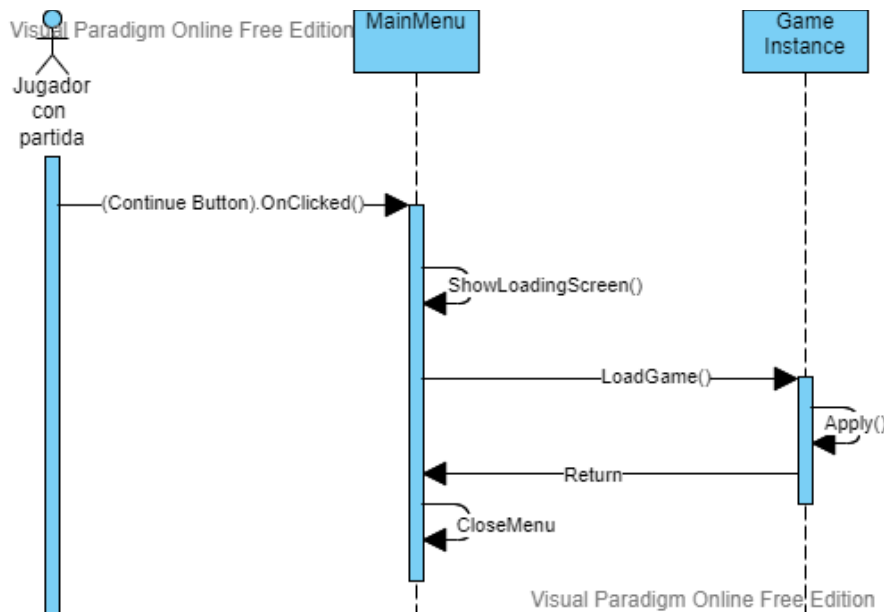 Visual Paradigm Online Free Edition
MainMenu
Game
Instance
Jugador
con
partida
(Continue Button).OnClicked()
ShowLoadingScreen()
LoadGame()
Apply()
Return
CloseMenu
Visual Paradigm Online Free Edition